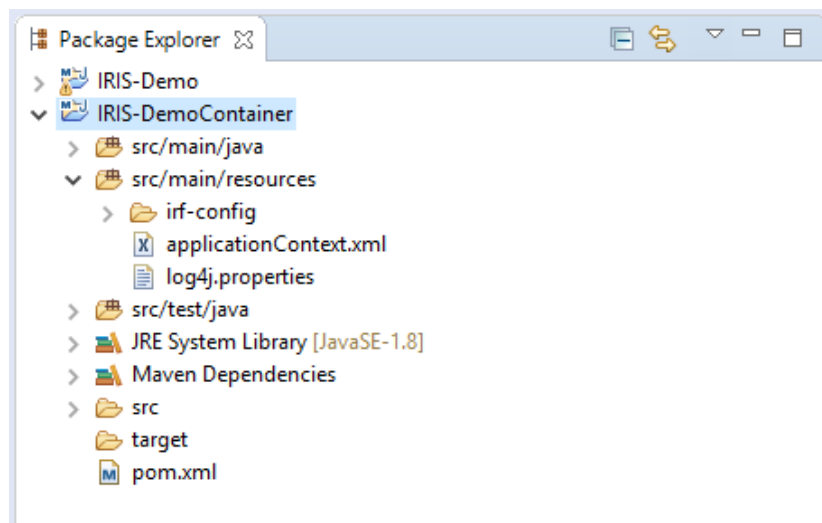 Package Explorer
IRIS-Demo
IRIS-DemoContainer
src/main/java
src/main/resources
irf-config
applicationContext.xml
log4j.properties
src/test/java
JRE System Library [JavaSE-1.8]
Maven Dependencies
src
target
pom.xml